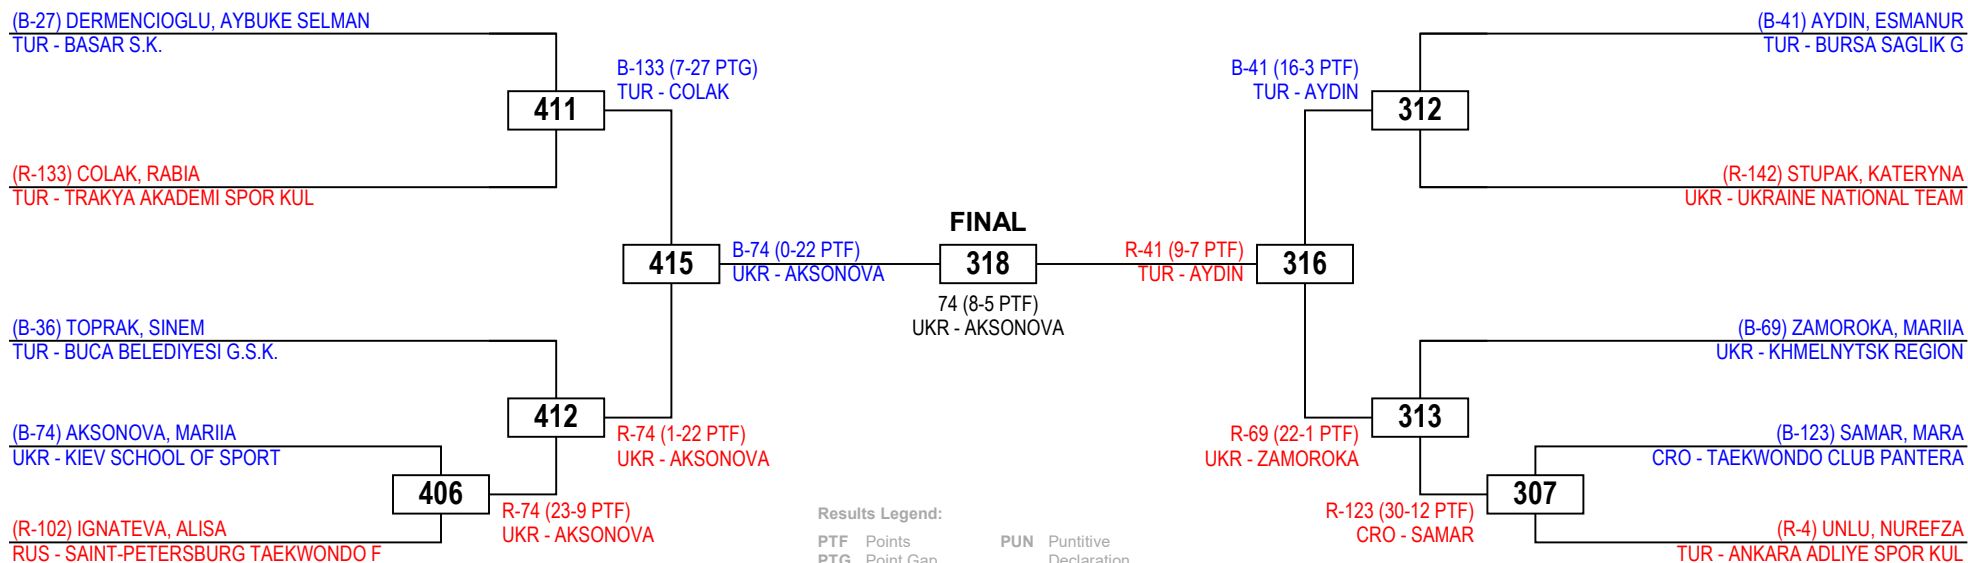 (B-27) DERMENCIOGLU, AYBUKE SELMAN
TUR - BASAR S.K.
B-133 (7-27 PTG)
TUR - COLAK
411
(R-133) COLAK, RABIA
TUR - TRAKYA AKADEMI SPOR KUL
415
B-74 (0-22 PTF)
UKR - AKSONOVA
(B-36) TOPRAK, SINEM
TUR - BUCA BELEDIYESI G.S.K.
412
R-74 (1-22 PTF)
UKR - AKSONOVA
(B-74) AKSONOVA, MARIIA
UKR - KIEV SCHOOL OF SPORT
406
R-74 (23-9 PTF)
UKR - AKSONOVA
(R-102) IGNATEVA, ALISA
RUS - SAINT-PETERSBURG TAEKWONDO F
FINAL
318
74 (8-5 PTF)
UKR - AKSONOVA
(B-41) AYDIN, ESMANUR
TUR - BURSA SAGLIK G
B-41 (16-3 PTF)
TUR - AYDIN
312
(R-142) STUPAK, KATERYNA
UKR - UKRAINE NATIONAL TEAM
R-41 (9-7 PTF)
TUR - AYDIN
316
(B-69) ZAMOROKA, MARIIA
UKR - KHMELNYTSK REGION
313
R-69 (22-1 PTF)
UKR - ZAMOROKA
(B-123) SAMAR, MARA
CRO - TAEKWONDO CLUB PANTERA
307
R-123 (30-12 PTF)
CRO - SAMAR
(R-4) UNLU, NUREFZA
TUR - ANKARA ADLIYE SPOR KUL
Results Legend:
PTF Points PUN Puntitive
PTG Point Gap Declaration